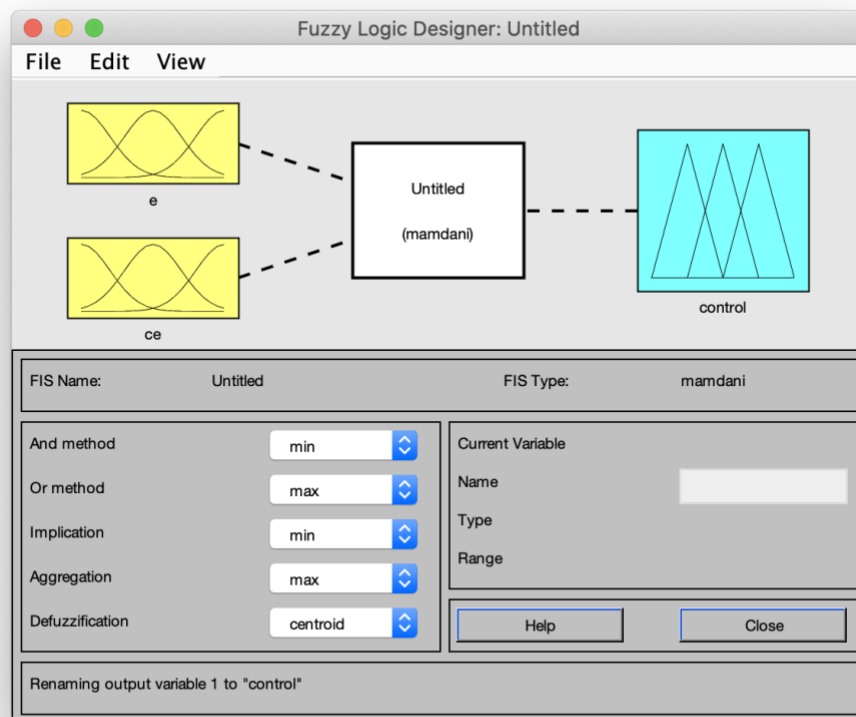 Fuzzy Logic Designer: Untitled
File Edit View
e
ce
Untitled
(mamdani)
control
FIS Name: Untitled FIS Type: mamdani
And method min
Or method max
Implication min
Aggregation max
Defuzzification centroid
Current Variable
Name
Type
Range
Help Close
Renaming output variable 1 to "control"